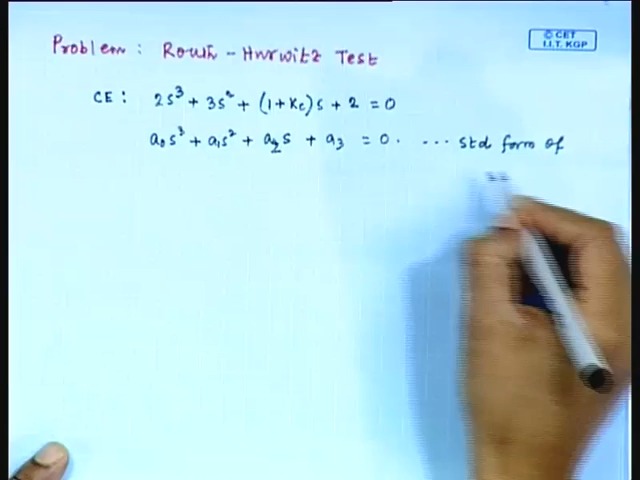 Problem : Routh - Hurwitz Test
© CET
I.I.T. KGP
CE : 2s³ + 3s² + (1+Kc)s + 2 = 0
a₀s³ + a₁s² + a₂s + a₃ = 0 . ... std form of